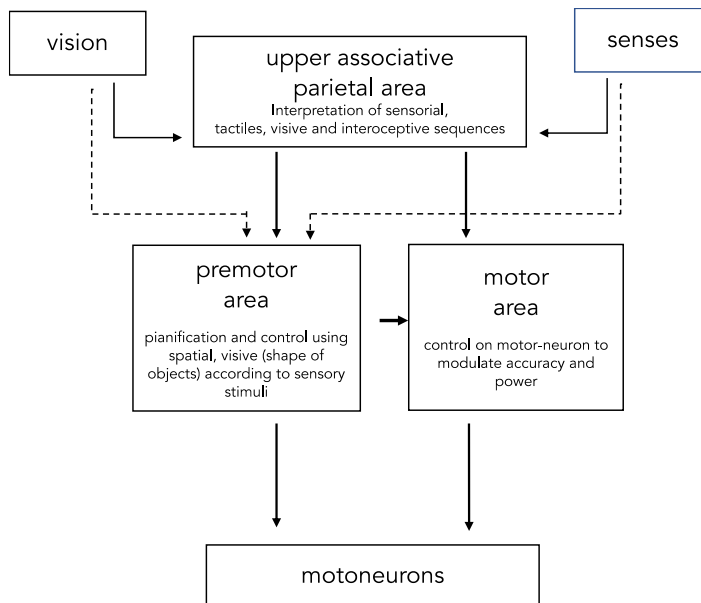 vision
senses
upper associative
parietal area
Interpretation of sensorial,
tactiles, visive and interoceptive sequences
premotor
area
pianification and control using
spatial, visive (shape of
objects) according to sensory
stimuli
motor
area
control on motor-neuron to
modulate accuracy and
power
motoneurons